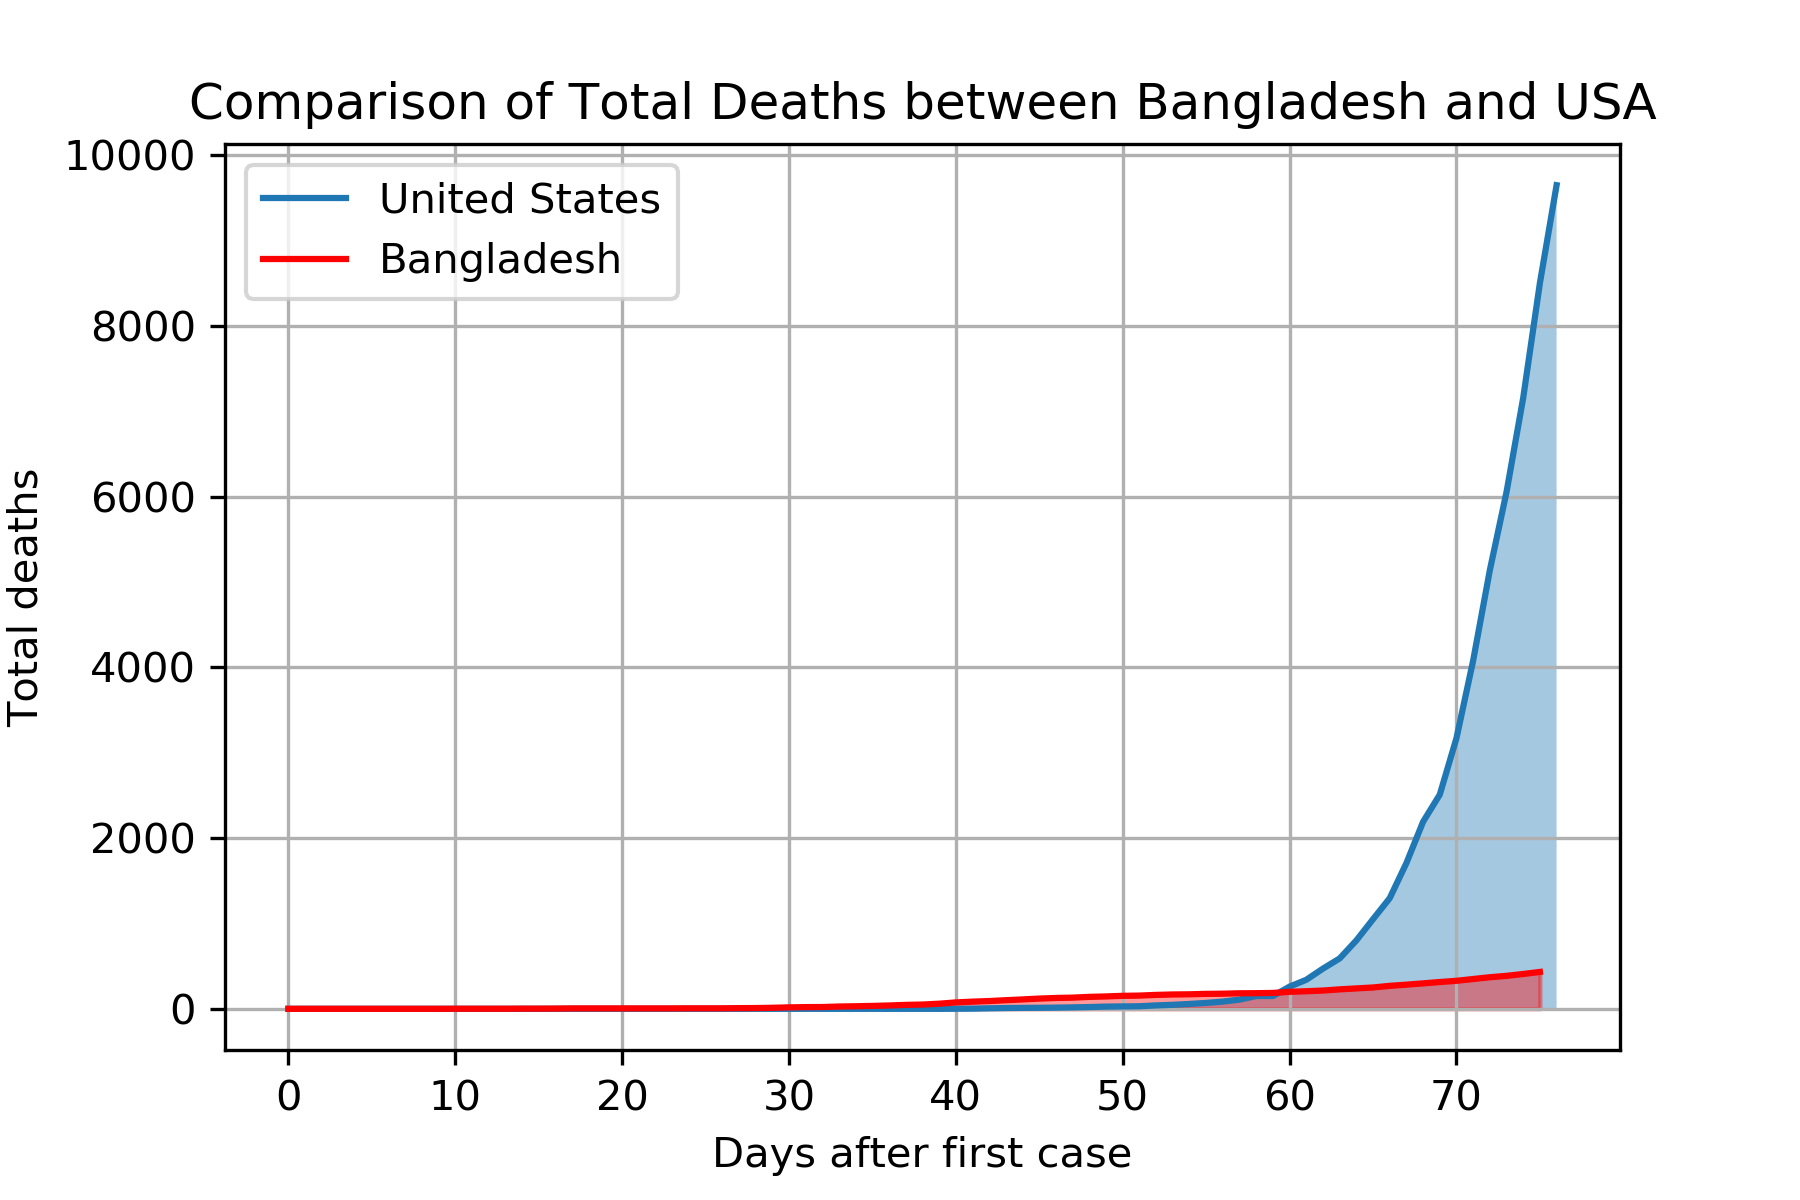 Comparison of Total Deaths between Bangladesh and USA
10000
8000
6000
4000
2000
0
Total deaths
United States
Bangladesh
0 10 20 30 40 50 60 70
Days after first case